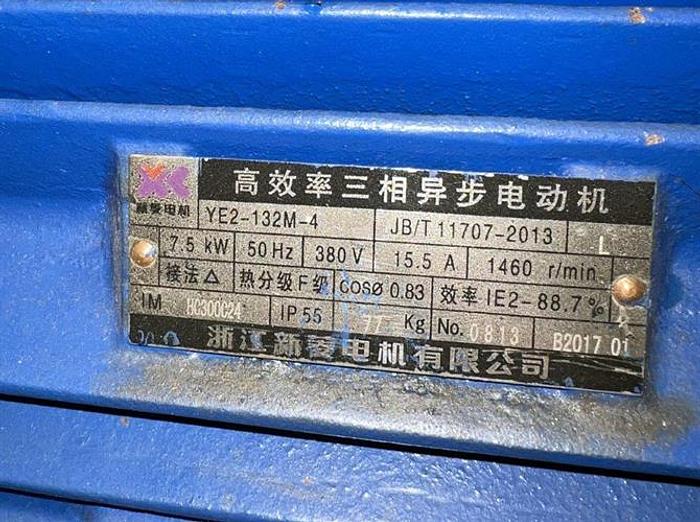 高效率三相异步电动机
新菱电机
YE2-132M-4 JB/T 11707-2013
7.5 kW 50 Hz 380 V 15.5 A 1460 r/min
接法△ 热分级 F 级 cosø 0.83 效率 IE2-88.7%
IM HC300C24 IP 55 77 Kg No. 0813 B2017 01
浙江新菱电机有限公司